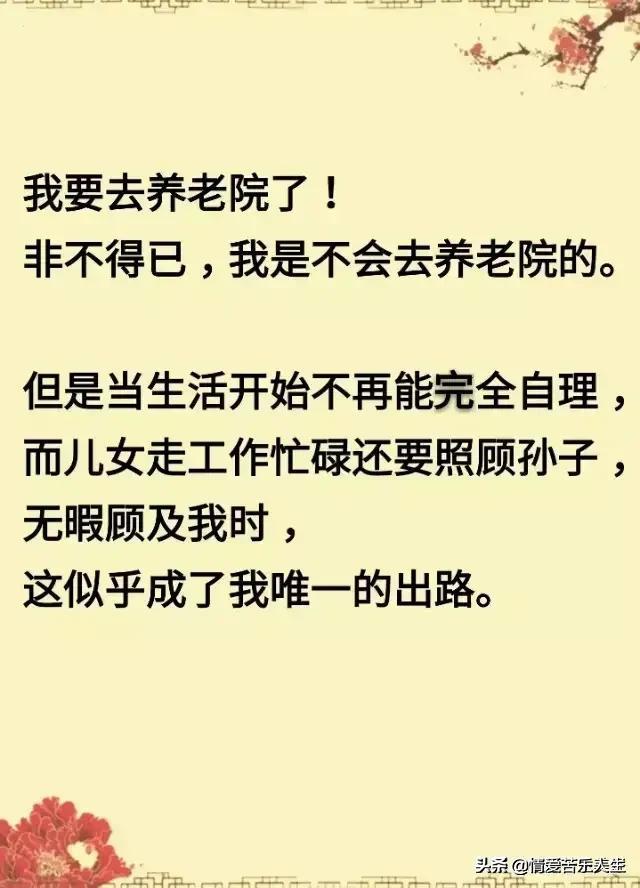 我要去养老院了！
非不得已，我是不会去养老院的。
但是当生活开始不再能完全自理，
而儿女走工作忙碌还要照顾孙子，
无暇顾及我时，
这似乎成了我唯一的出路。
头条 @情爱苦乐人生